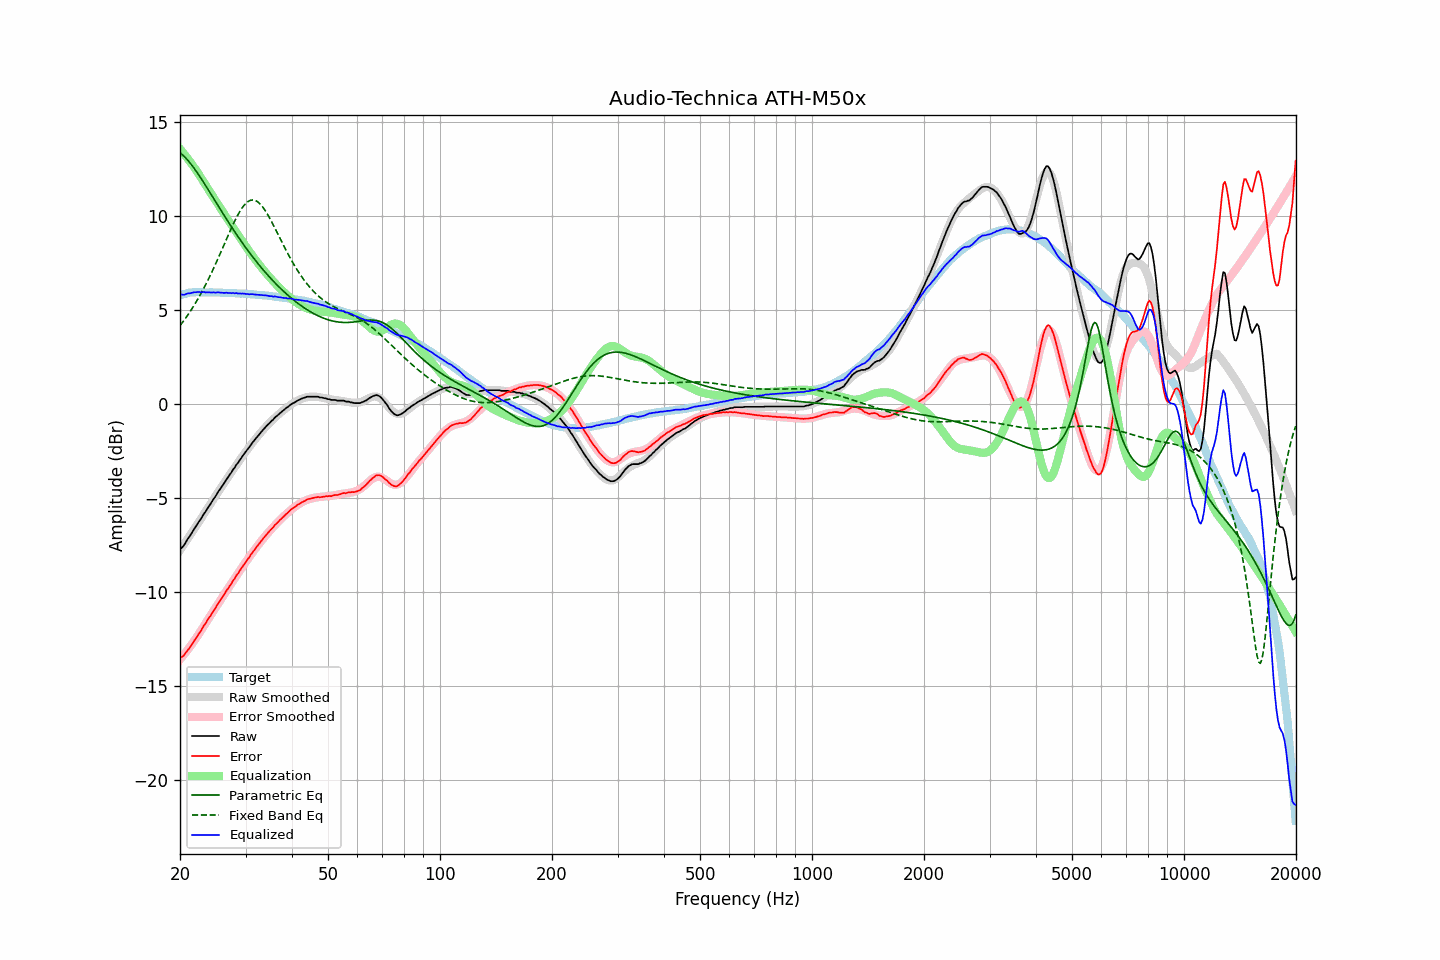 Audio-Technica ATH-M50x
15
10
5
0
−5
−10
−15
−20
Amplitude (dBr)
Target
Raw Smoothed
Error Smoothed
Raw
Error
Equalization
Parametric Eq
Fixed Band Eq
Equalized
20 50 100 200 500 1000 2000 5000 10000 20000
Frequency (Hz)